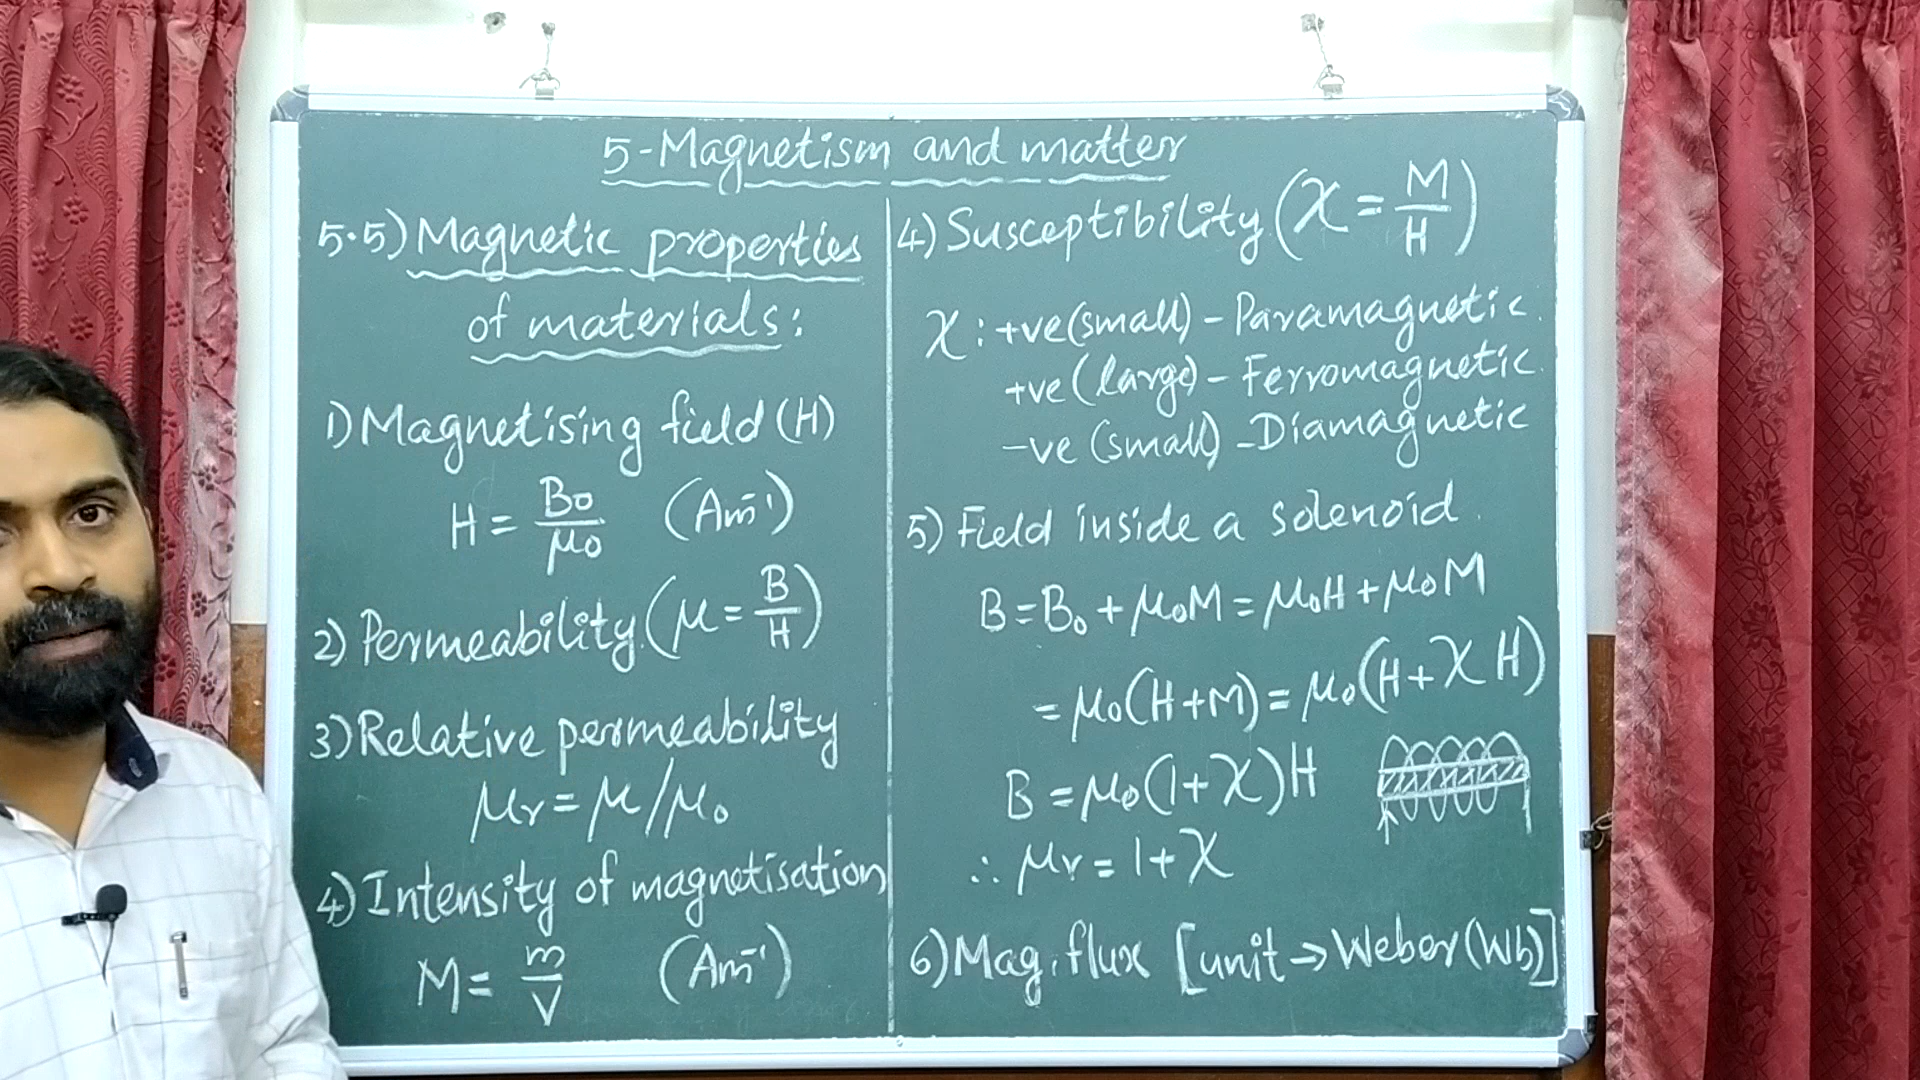 5-Magnetism and matter
5.5) Magnetic properties
of materials:
1) Magnetising field (H)
H = B₀/μ₀ (Am⁻¹)
2) Permeability (μ = B/H)
3) Relative permeability
μr = μ/μ₀
4) Intensity of magnetisation
M = m/V (Am⁻¹)
4) Susceptibility (χ = M/H)
χ : +ve (small) - Paramagnetic.
+ve (large) - Ferromagnetic.
-ve (small) - Diamagnetic
5) Field inside a solenoid.
B = B₀ + μ₀M = μ₀H + μ₀M
= μ₀(H+M) = μ₀(H+χH)
B = μ₀(1+χ)H
∴ μr = 1+χ
6) Mag. flux [unit → Weber (Wb)]